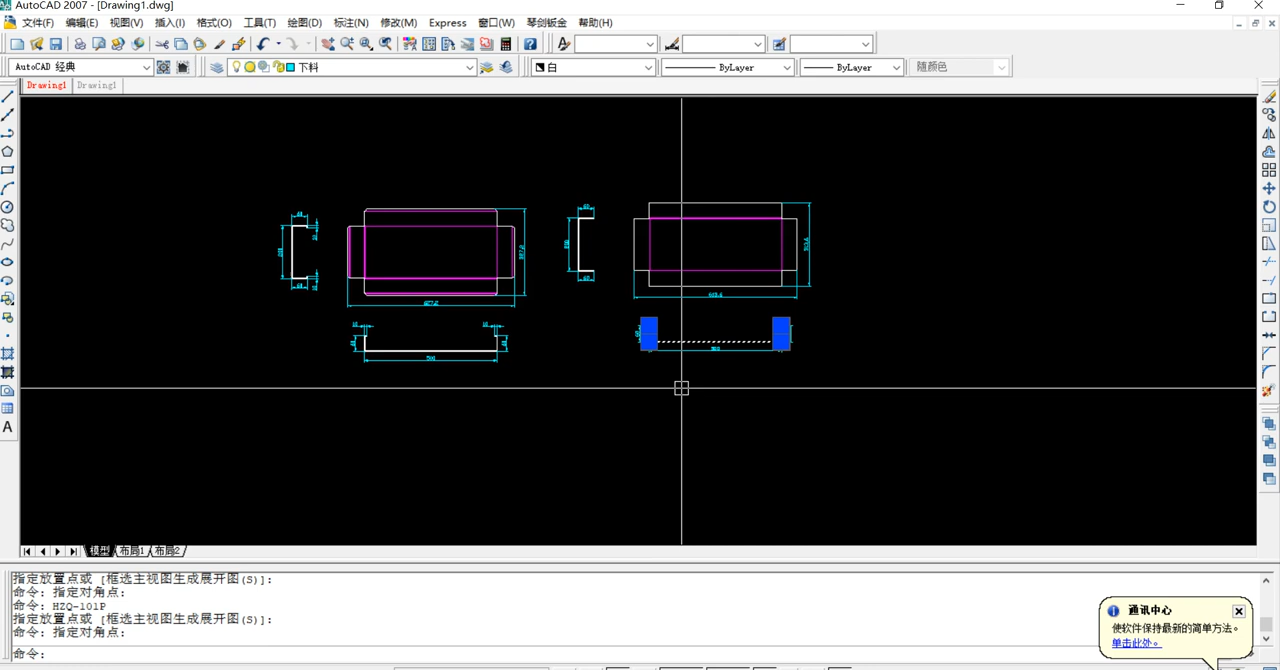 AutoCAD 2007 - [Drawing1.dwg]
文件(F) 编辑(E) 视图(V) 插入(I) 格式(O) 工具(T) 绘图(D) 标注(N) 修改(M) Express 窗口(W) 琴剑钣金 帮助(H)
AutoCAD 经典 下料 白 ByLayer ByLayer 随颜色
Drawing1 Drawing1
模型 布局1 布局2
指定放置点或 [框选主视图生成展开图(S)]:
命令: 指定对角点:
命令: HZQ-101P
指定放置点或 [框选主视图生成展开图(S)]:
命令: 指定对角点:
命令:
通讯中心
使软件保持最新的简单方法。
单击此处。